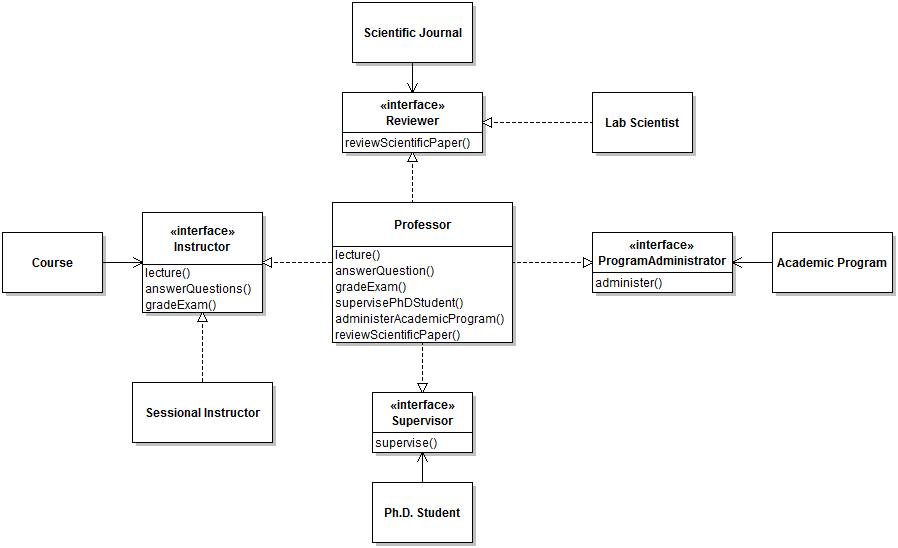 Scientific Journal
«interface»
Reviewer
reviewScientificPaper()
Lab Scientist
Professor
lecture()
answerQuestion()
gradeExam()
supervisePhDStudent()
administerAcademicProgram()
reviewScientificPaper()
Course
«interface»
Instructor
lecture()
answerQuestions()
gradeExam()
«interface»
ProgramAdministrator
administer()
Academic Program
Sessional Instructor
«interface»
Supervisor
supervise()
Ph.D. Student